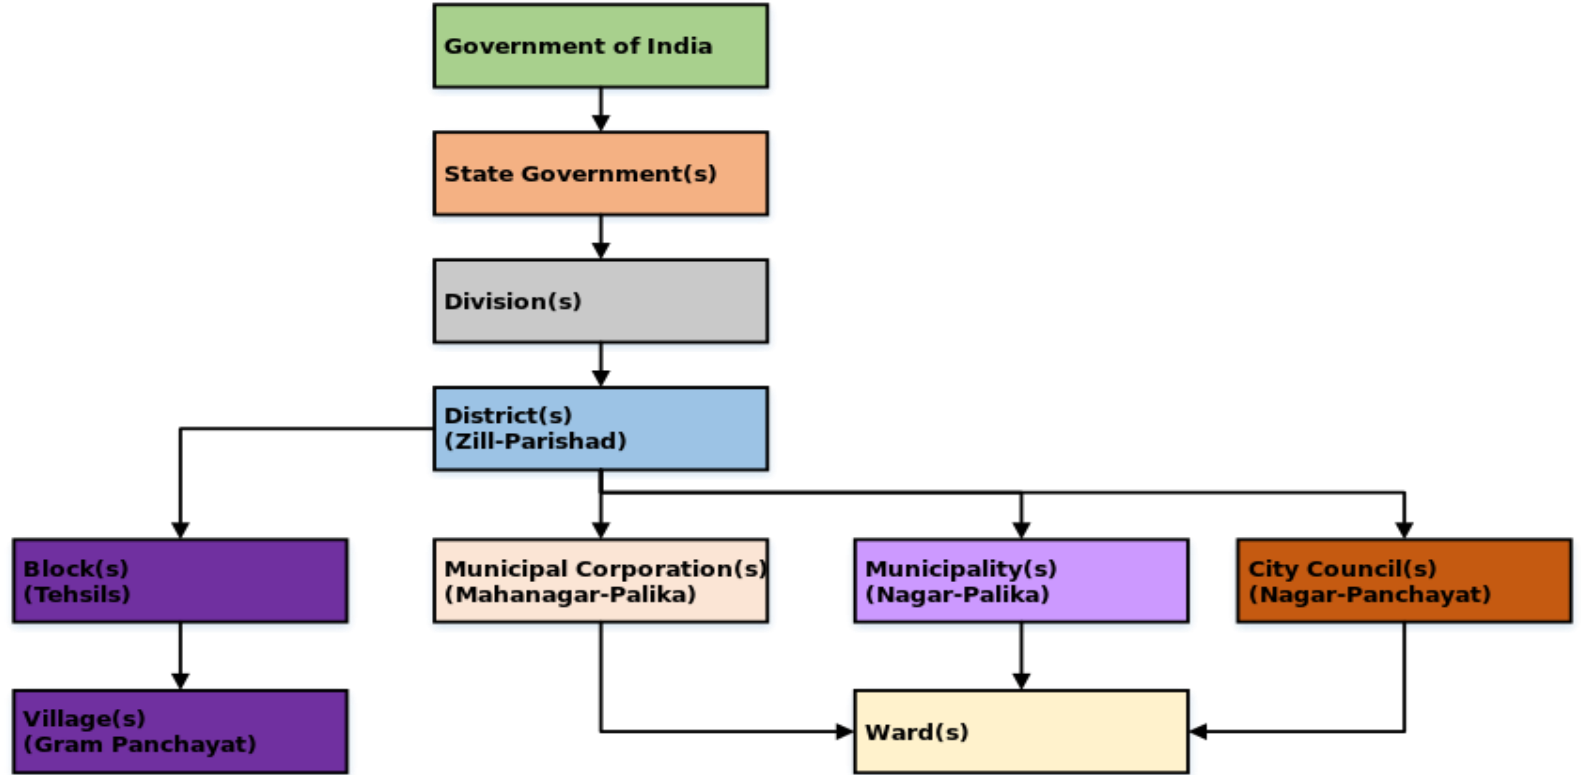 Government of India
State Government(s)
Division(s)
District(s)
(Zill-Parishad)
Block(s)
(Tehsils)
Municipal Corporation(s)
(Mahanagar-Palika)
Municipality(s)
(Nagar-Palika)
City Council(s)
(Nagar-Panchayat)
Village(s)
(Gram Panchayat)
Ward(s)